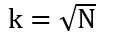 k = √N